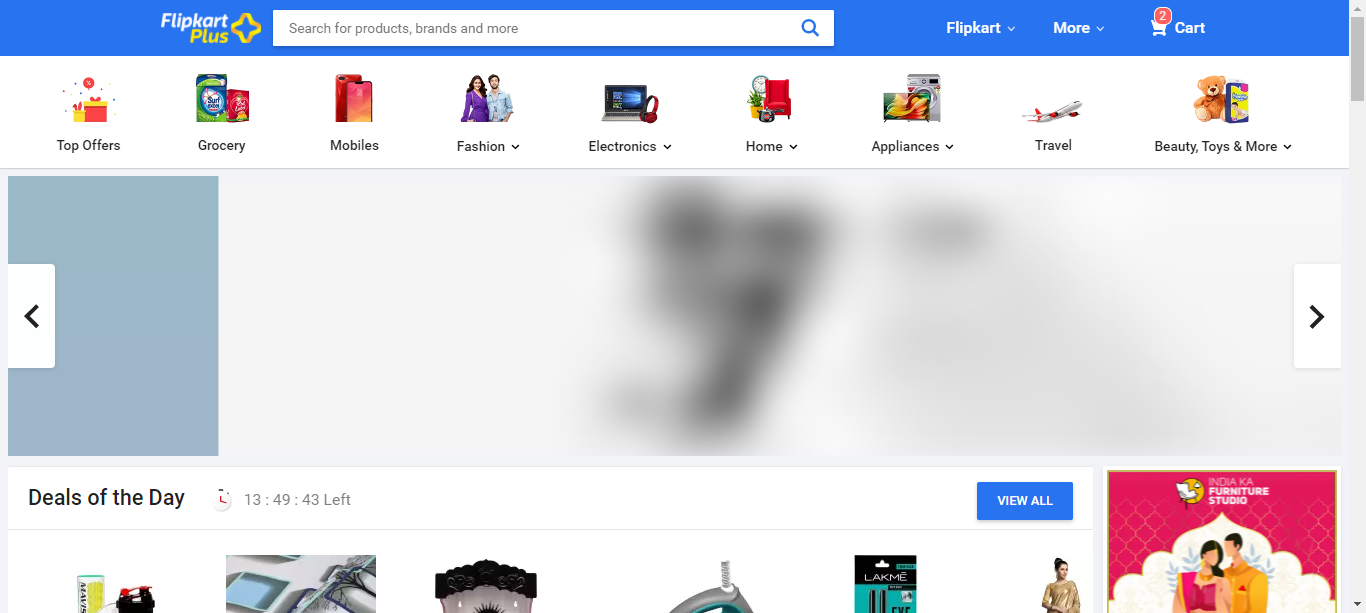 Flipkart
Plus
Search for products, brands and more
Flipkart
More
2
Cart
Top Offers
Grocery
Mobiles
Fashion
Electronics
Home
Appliances
Travel
Beauty, Toys & More
Deals of the Day
13 : 49 : 43 Left
VIEW ALL
INDIA KA
FURNITURE
STUDIO
LAKMÉ
EYE